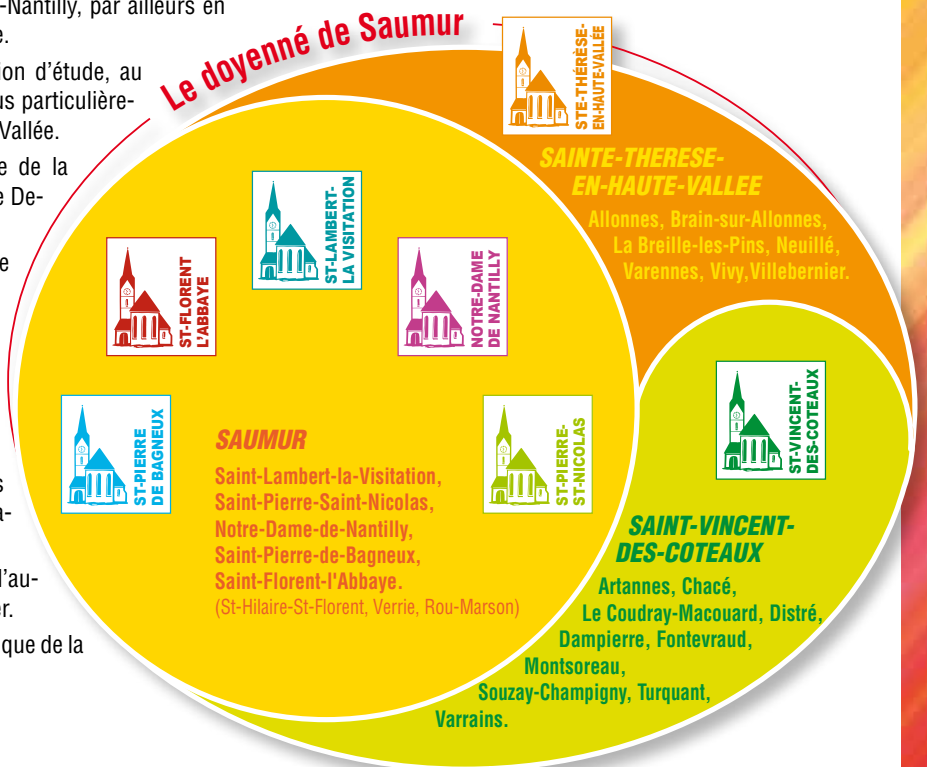 -Nantilly, par ailleurs en
e.
ion d'étude, au
us particulière-
Vallée.
e de la
e De-
e
s
a-
l'au-
er.
que de la
Le doyenné de Saumur
STE-THÉRÈSE-
EN-HAUTE-VALLÉE
SAINTE-THERESE-
EN-HAUTE-VALLEE
Allonnes, Brain-sur-Allonnes,
La Breille-les-Pins, Neuillé,
Varennes, Vivy,Villebernier.
ST-LAMBERT-
LA VISITATION
ST-FLORENT
L'ABBAYE
NOTRE-DAME
DE NANTILLY
ST-PIERRE
DE BAGNEUX
ST-PIERRE-
ST-NICOLAS
SAUMUR
Saint-Lambert-la-Visitation,
Saint-Pierre-Saint-Nicolas,
Notre-Dame-de-Nantilly,
Saint-Pierre-de-Bagneux,
Saint-Florent-l'Abbaye.
(St-Hilaire-St-Florent, Verrie, Rou-Marson)
ST-VINCENT-
DES-COTEAUX
SAINT-VINCENT-
DES-COTEAUX
Artannes, Chacé,
Le Coudray-Macouard, Distré,
Dampierre, Fontevraud,
Montsoreau,
Souzay-Champigny, Turquant,
Varrains.